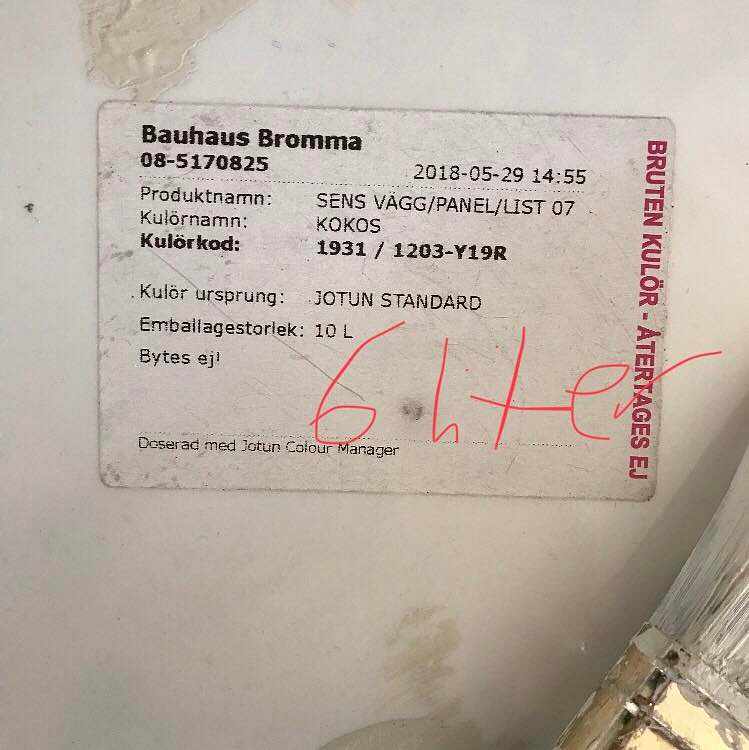 Bauhaus Bromma
08-5170825
2018-05-29 14:55
Produktnamn: SENS VÄGG/PANEL/LIST 07
Kulörnamn: KOKOS
Kulörkod: 1931 / 1203-Y19R
Kulör ursprung: JOTUN STANDARD
Emballagestorlek: 10 L
Bytes ej!
6 liter
Doserad med Jotun Colour Manager
BRUTEN KULÖR - ÅTERTAGES EJ